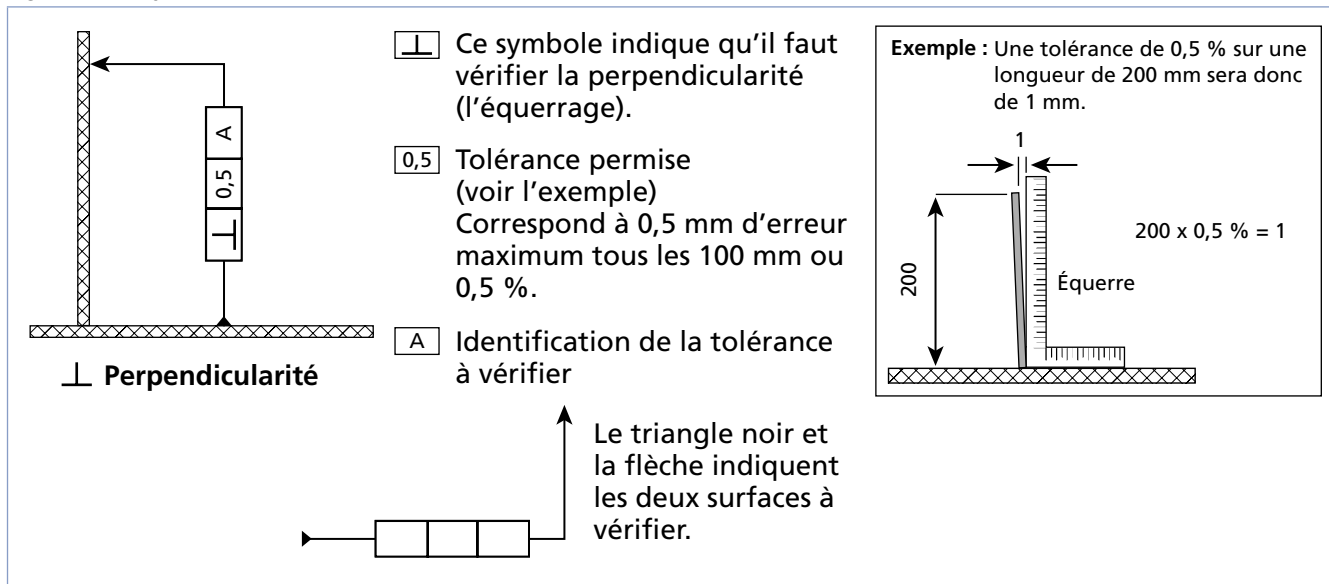 A
0,5
⊥
⊥ Perpendicularité
⊥ Ce symbole indique qu'il faut
vérifier la perpendicularité
(l'équerrage).
0,5 Tolérance permise
(voir l'exemple)
Correspond à 0,5 mm d'erreur
maximum tous les 100 mm ou
0,5 %.
A Identification de la tolérance
à vérifier
Le triangle noir et
la flèche indiquent
les deux surfaces à
vérifier.
Exemple : Une tolérance de 0,5 % sur une
longueur de 200 mm sera donc
de 1 mm.
1
200 x 0,5 % = 1
200
Équerre